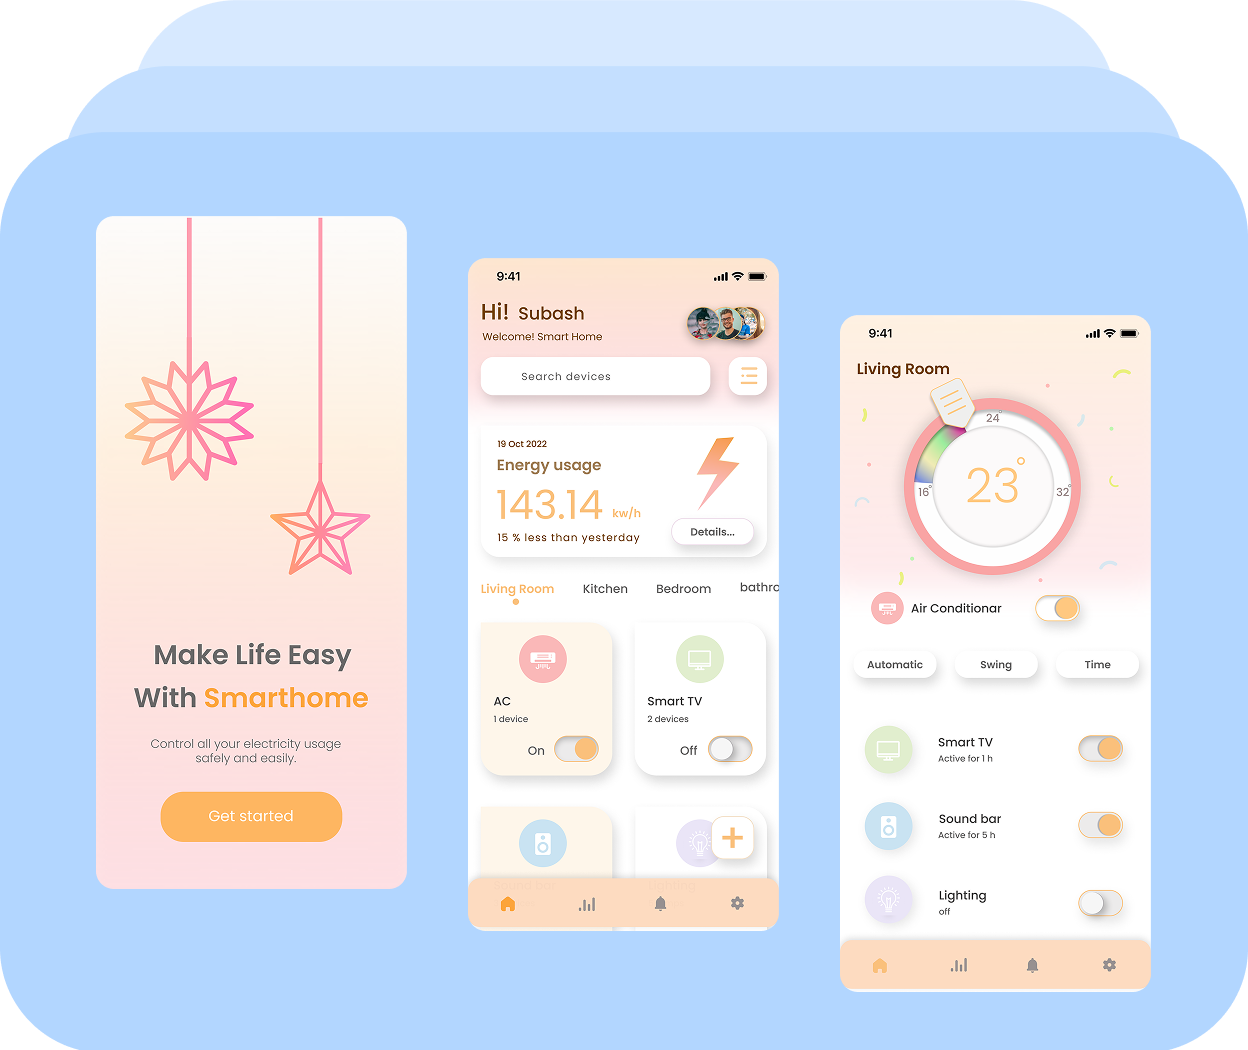 Make Life Easy
With Smarthome
Control all your electricity usage
safely and easily.
Get started
9:41
Hi! Subash
Welcome! Smart Home
Search devices
19 Oct 2022
Energy usage
143.14 kw/h
15 % less than yesterday
Details...
Living Room Kitchen Bedroom bathro
AC
1 device
On
Smart TV
2 devices
Off
Sound bar
Lighting
9:41
Living Room
24°
23°
16°
32°
Air Conditionar
Automatic Swing Time
Smart TV
Active for 1 h
Sound bar
Active for 5 h
Lighting
off